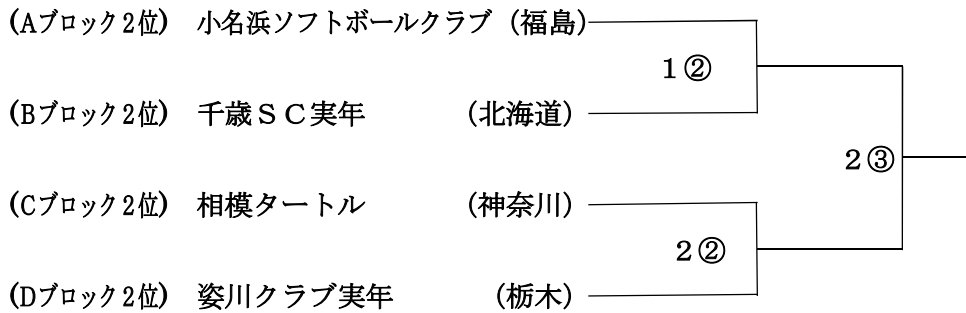 (Aブロック2位) 小名浜ソフトボールクラブ (福島)
1②
(Bブロック2位) 千歳SC実年 (北海道)
2③
(Cブロック2位) 相模タートル (神奈川)
2②
(Dブロック2位) 姿川クラブ実年 (栃木)